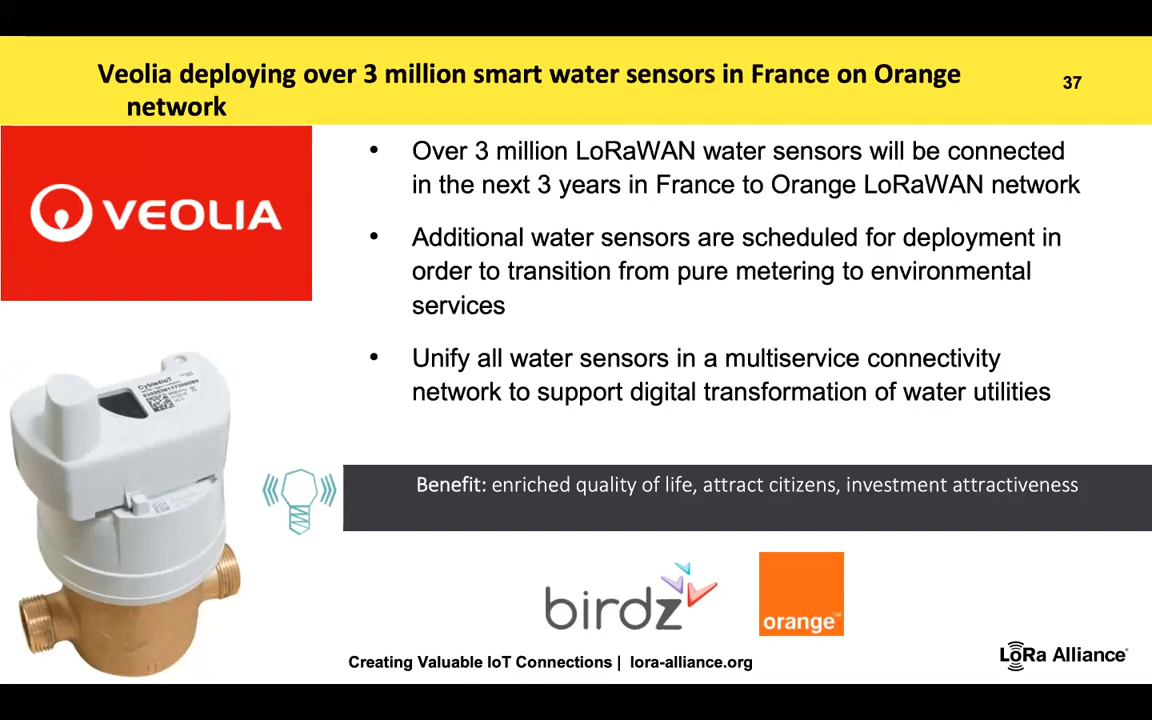 Veolia deploying over 3 million smart water sensors in France on Orange
network
37
VEOLIA
• Over 3 million LoRaWAN water sensors will be connected
in the next 3 years in France to Orange LoRaWAN network
• Additional water sensors are scheduled for deployment in
order to transition from pure metering to environmental
services
• Unify all water sensors in a multiservice connectivity
network to support digital transformation of water utilities
Cyble4IoT
Benefit: enriched quality of life, attract citizens, investment attractiveness
birdz
orange™
Creating Valuable IoT Connections | lora-alliance.org
LoRa Alliance®